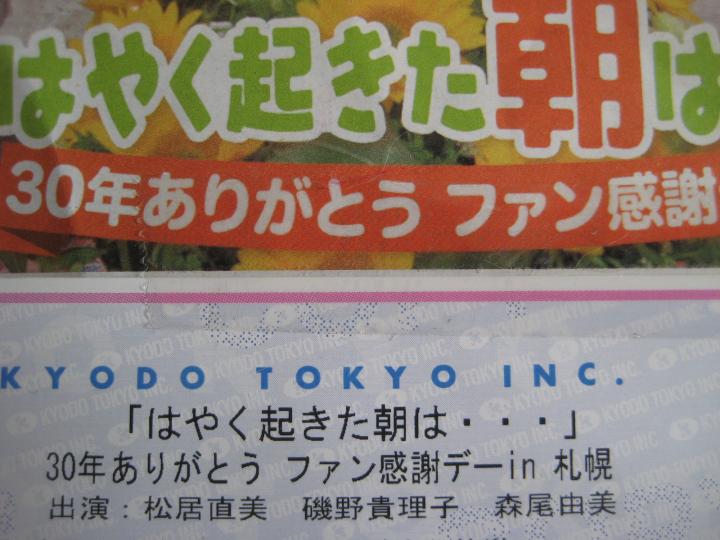 はやく起きた朝は
30年ありがとう ファン感謝
KYODO TOKYO INC.
「はやく起きた朝は・・・」
30年ありがとう ファン感謝デーin 札幌
出演：松居直美 磯野貴理子 森尾由美